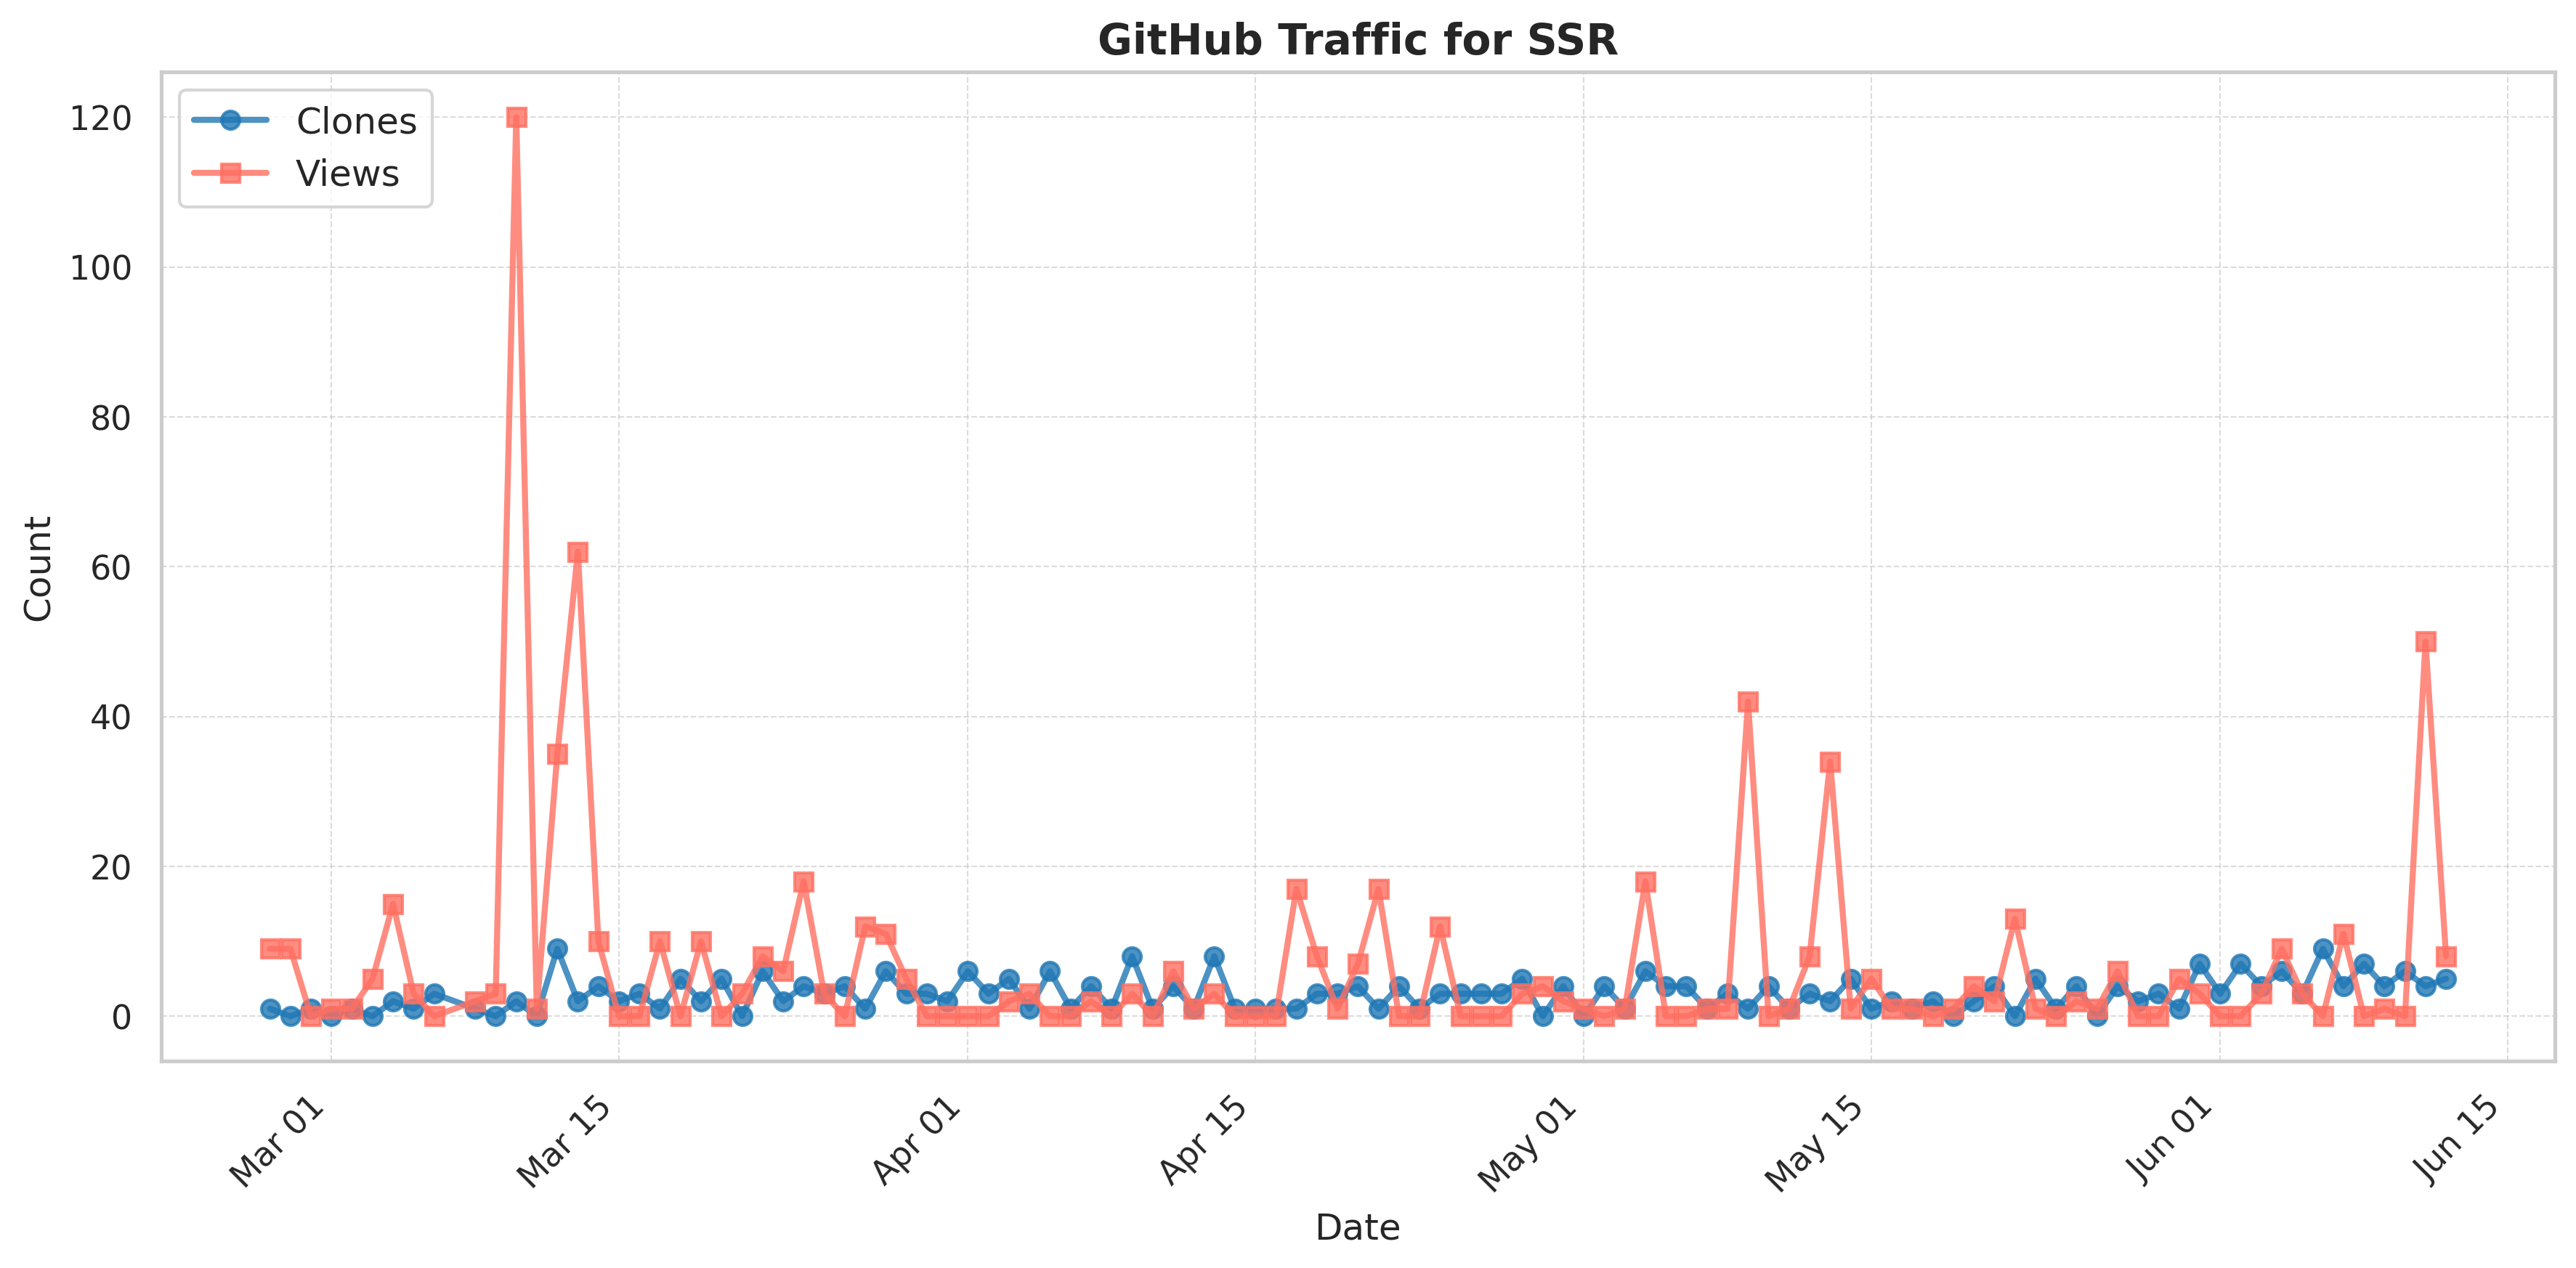 GitHub Traffic for SSR
Clones
Views
120
100
80
60
40
20
0
Count
Mar 01
Mar 15
Apr 01
Apr 15
May 01
May 15
Jun 01
Jun 15
Date